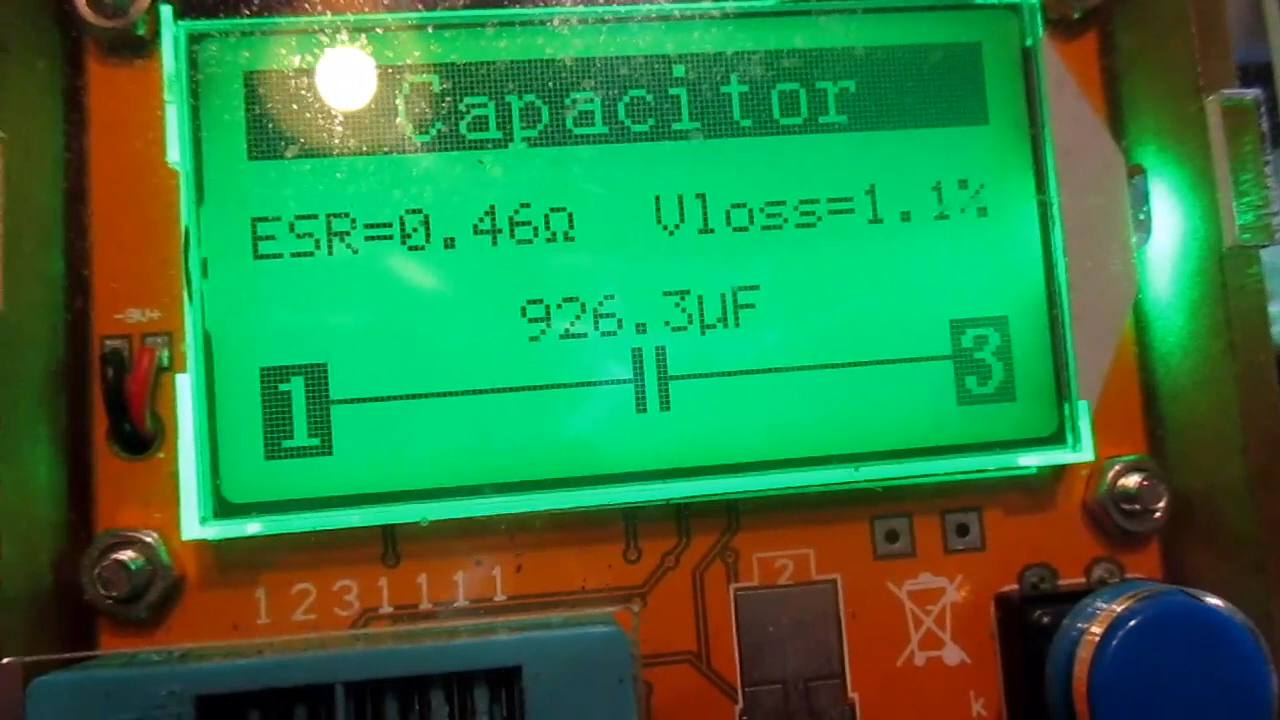 Capacitor
ESR=0.46Ω Vloss=1.1%
926.3µF
1 3
-9V+
1231111
2
k